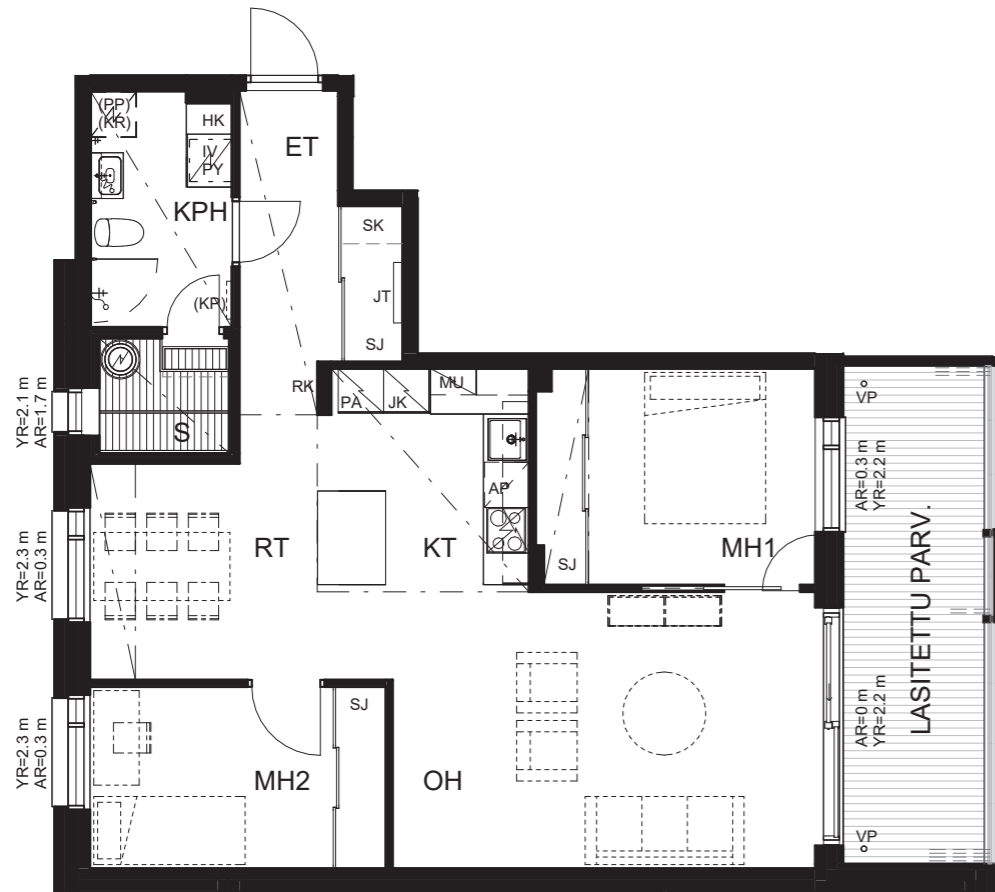 (PP)
(KR)
HK
IV
PY
ET
KPH
SK
JT
(KP)
SJ
YR=2.1 m
AR=1.7 m
S
RK
PA
JK
MU
VP
AR=0.3 m
YR=2.2 m
AP
RT
KT
SJ
MH1
YR=2.3 m
AR=0.3 m
LASITETTU PARV.
AR=0 m
YR=2.2 m
SJ
YR=2.3 m
AR=0.3 m
MH2
OH
VP